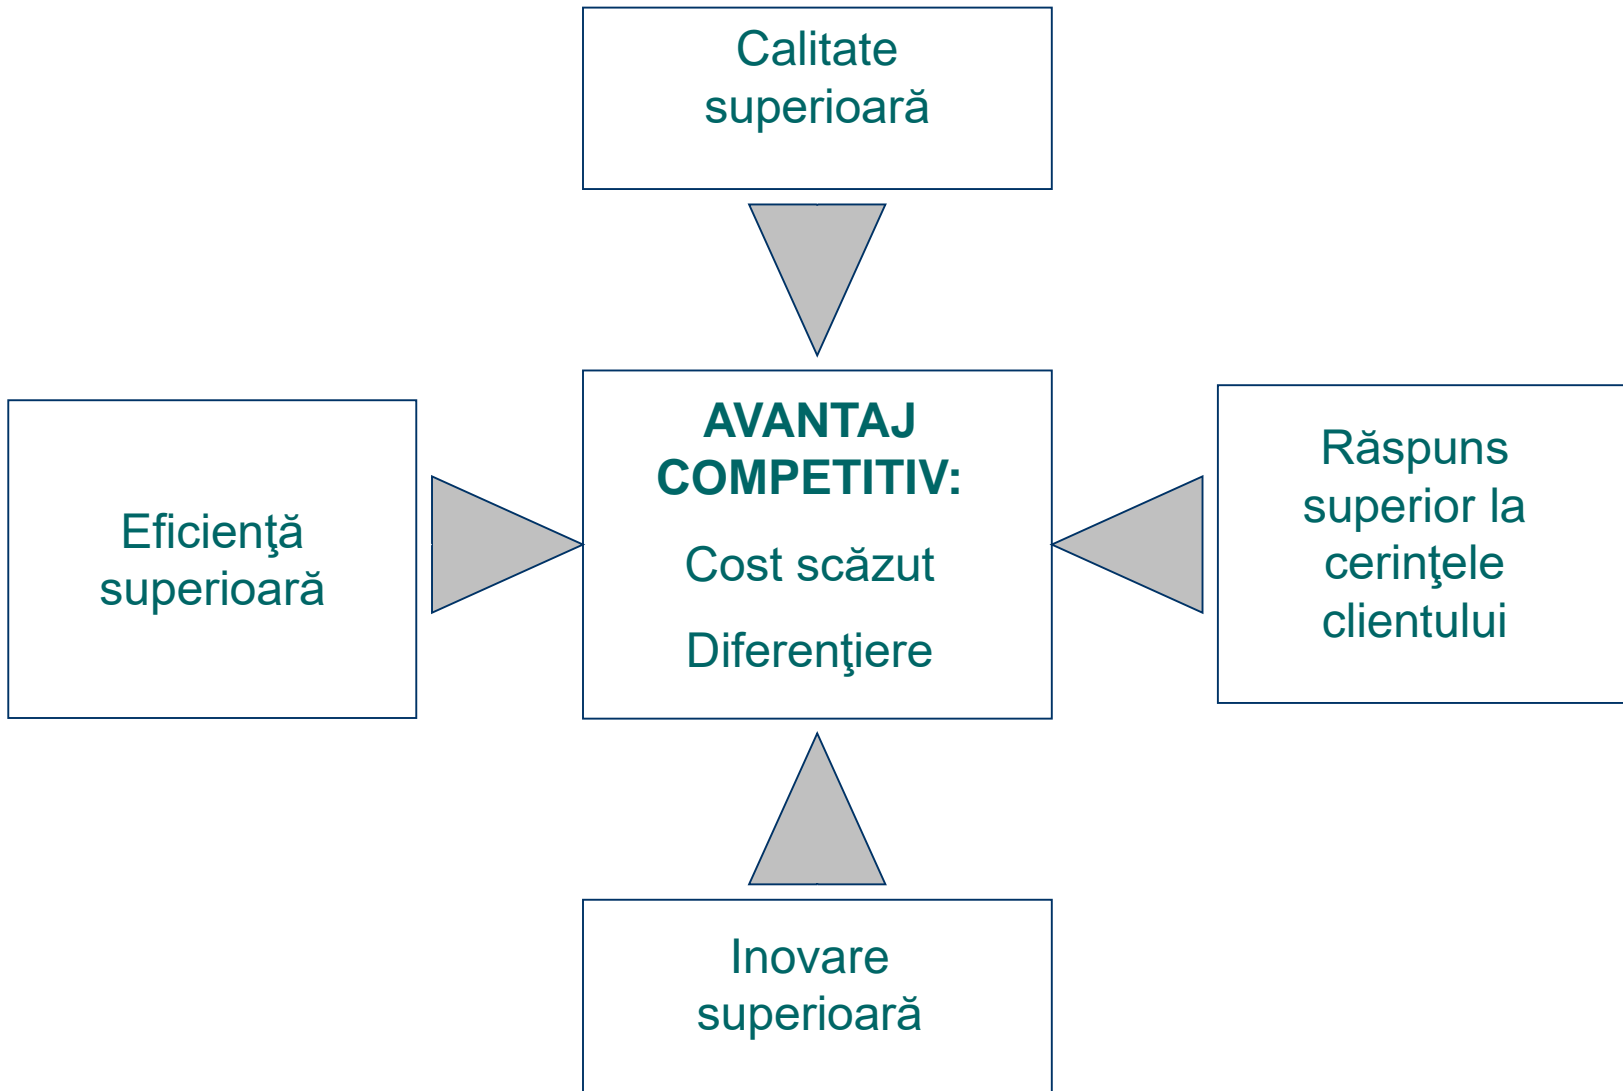 Calitate
superioară
AVANTAJ
COMPETITIV:
Cost scăzut
Diferenţiere
Eficienţă
superioară
Răspuns
superior la
cerinţele
clientului
Inovare
superioară